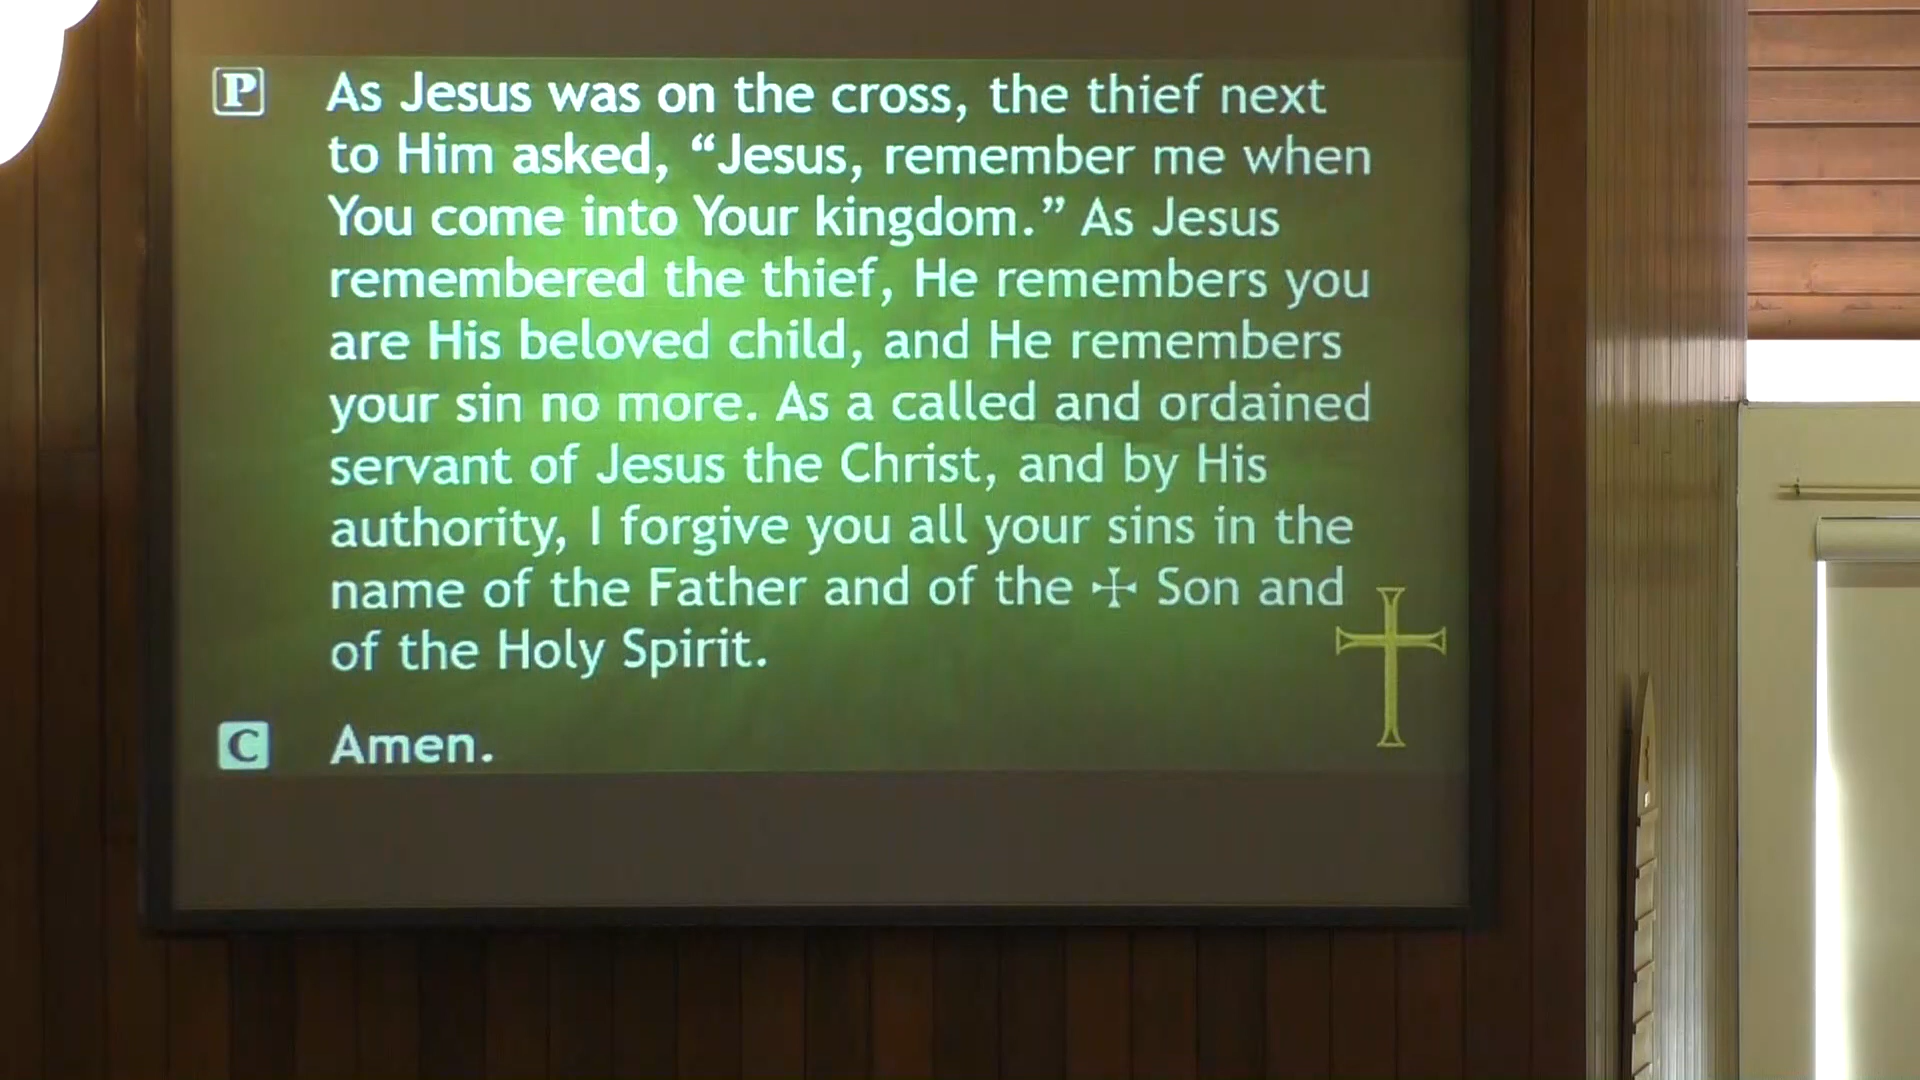 P As Jesus was on the cross, the thief next
to Him asked, “Jesus, remember me when
You come into Your kingdom.” As Jesus
remembered the thief, He remembers you
are His beloved child, and He remembers
your sin no more. As a called and ordained
servant of Jesus the Christ, and by His
authority, I forgive you all your sins in the
name of the Father and of the ☩ Son and
of the Holy Spirit.
C Amen.